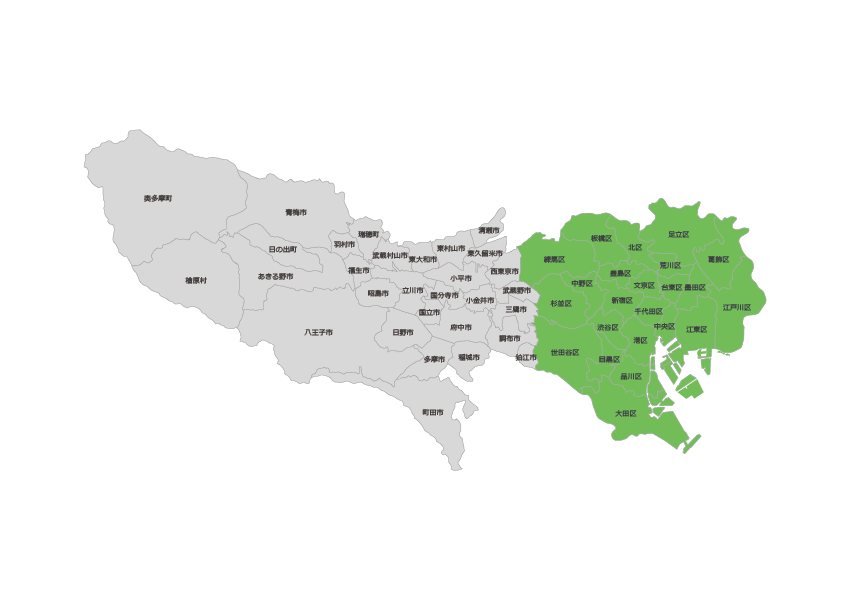 奥多摩町
青梅市
日の出町
あきる野市
檜原村
瑞穂町
羽村市
武蔵村山市
東大和市
福生市
東村山市
清瀬市
東久留米市
西東京市
小平市
武蔵野市
昭島市
立川市
国分寺市
小金井市
国立市
三鷹市
八王子市
日野市
府中市
調布市
多摩市
稲城市
狛江市
町田市
板橋区
北区
足立区
練馬区
荒川区
葛飾区
豊島区
中野区
文京区
台東区
墨田区
杉並区
新宿区
千代田区
江戸川区
渋谷区
中央区
江東区
港区
世田谷区
目黒区
品川区
大田区